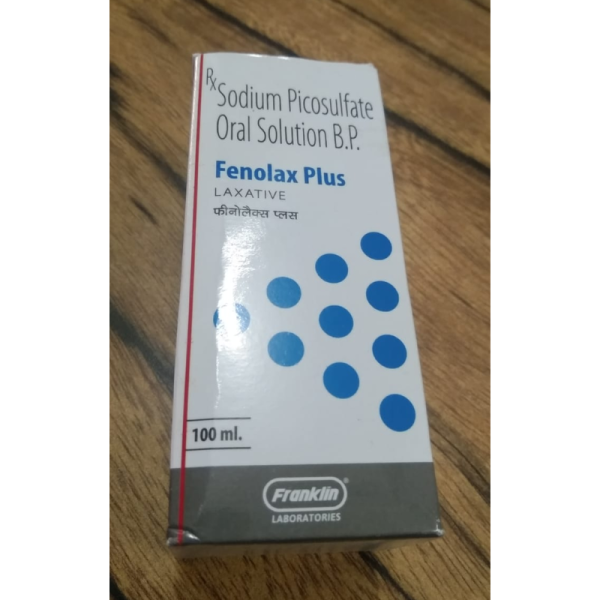 Rx Sodium Picosulfate
Oral Solution B.P.
Fenolax Plus
LAXATIVE
फीनोलैक्स प्लस
100 ml.
Franklin®
LABORATORIES